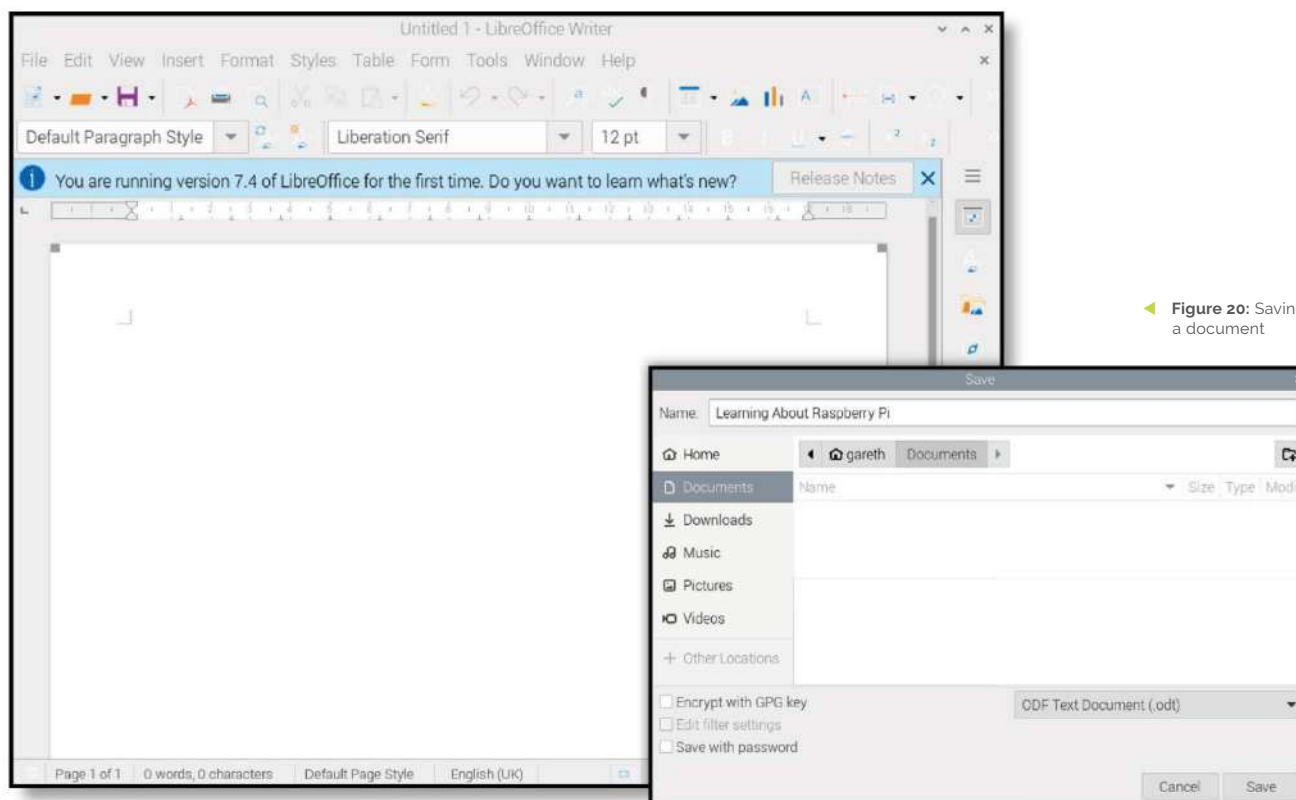 Untitled 1 - LibreOffice Writer
File Edit View Insert Format Styles Table Form Tools Window Help
Default Paragraph Style Liberation Serif 12 pt
You are running version 7.4 of LibreOffice for the first time. Do you want to learn what's new? Release Notes
Figure 20: Savin
a document
Save
Name: Learning About Raspberry Pi
Home gareth Documents
Documents Name Size Type Modi
Downloads
Music
Pictures
Videos
+ Other Locations
Encrypt with GPG key ODF Text Document (.odt)
Edit filter settings
Save with password
Page 1 of 1 0 words, 0 characters Default Page Style English (UK)
Cancel Save